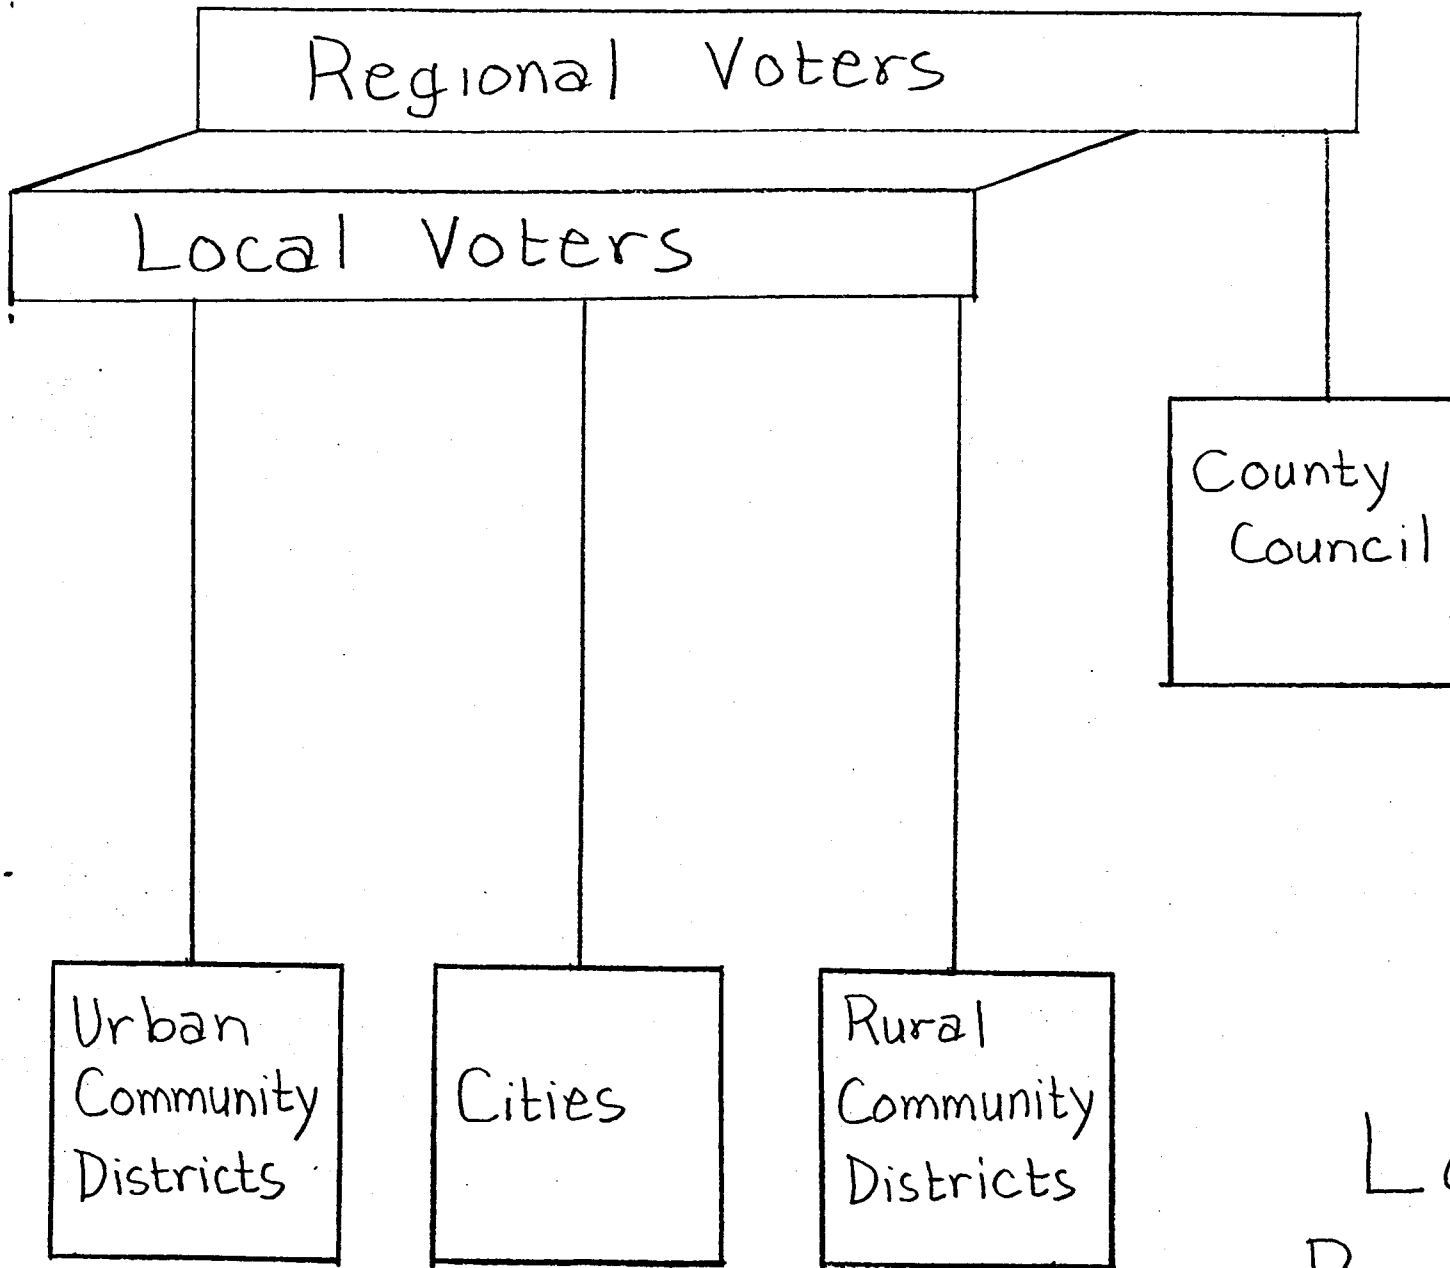 Regional Voters
Local Voters
County
Council
Urban
Community
Districts
Cities
Rural
Community
Districts